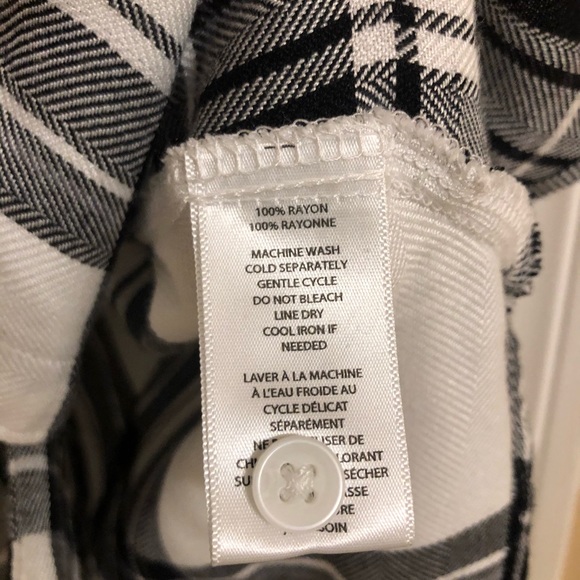 100% RAYON
100% RAYONNE
MACHINE WASH
COLD SEPARATELY
GENTLE CYCLE
DO NOT BLEACH
LINE DRY
COOL IRON IF
NEEDED
LAVER À LA MACHINE
À L'EAU FROIDE AU
CYCLE DÉLICAT
SÉPARÉMENT
NE DE
SÉCHER